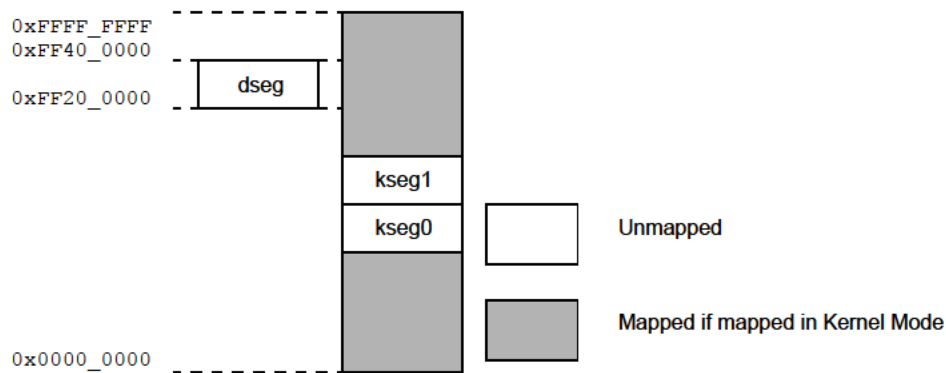 0xFFFF_FFFF
0xFF40_0000
dseg
0xFF20_0000
kseg1
kseg0
Unmapped
Mapped if mapped in Kernel Mode
0x0000_0000